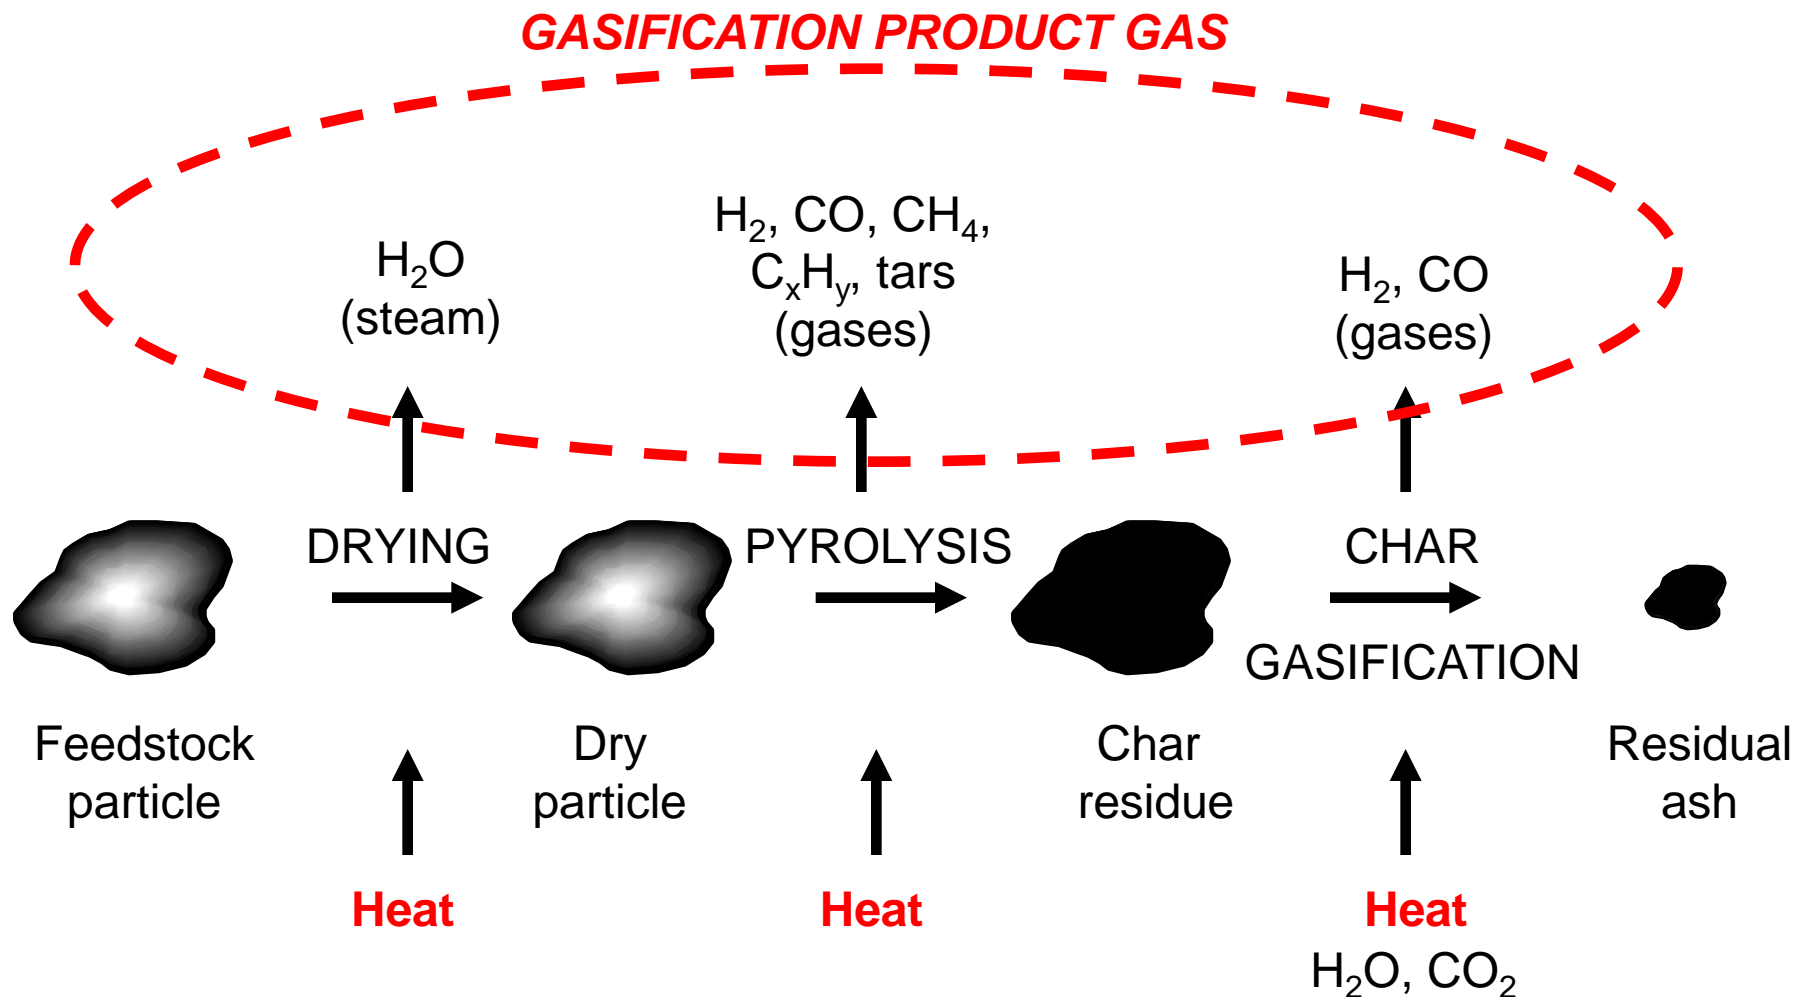 GASIFICATION PRODUCT GAS
H₂O
(steam)
H₂, CO, CH₄,
CₓHᵧ, tars
(gases)
H₂, CO
(gases)
DRYING
PYROLYSIS
CHAR
GASIFICATION
Feedstock
particle
Dry
particle
Char
residue
Residual
ash
Heat
Heat
Heat
H₂O, CO₂